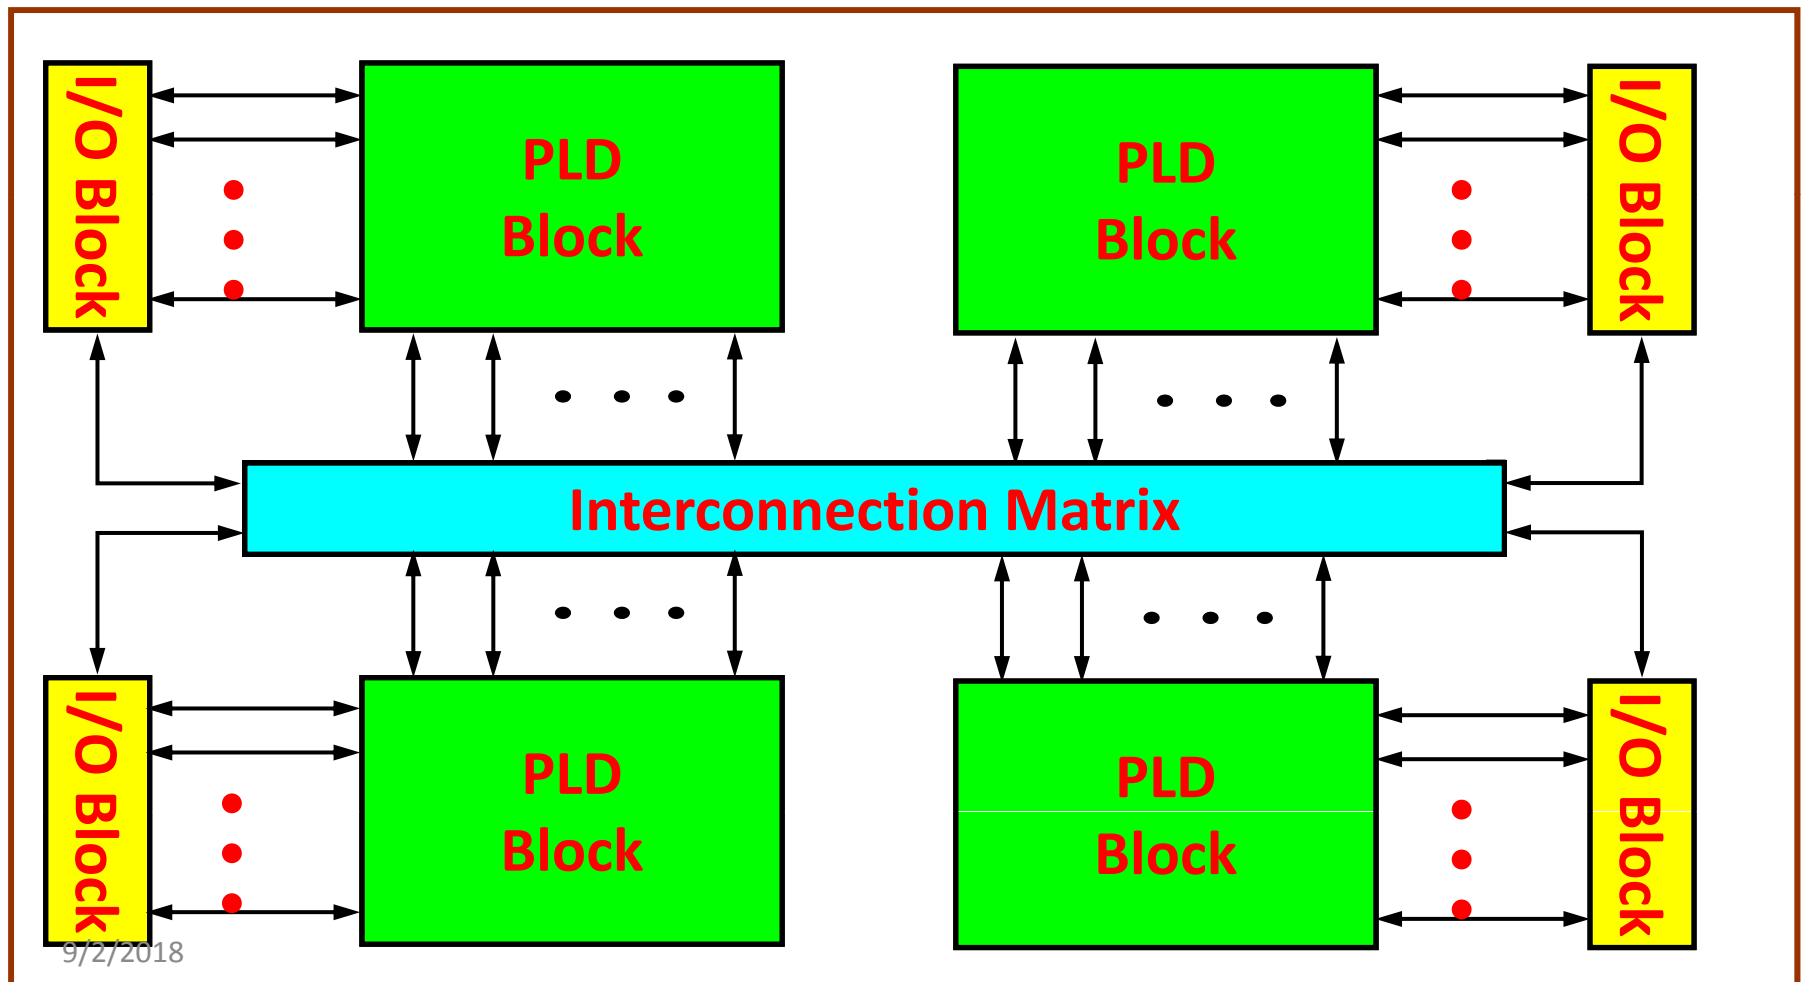 I/O Block
PLD
Block
PLD
Block
I/O Block
Interconnection Matrix
I/O Block
PLD
Block
PLD
Block
I/O Block
9/2/2018